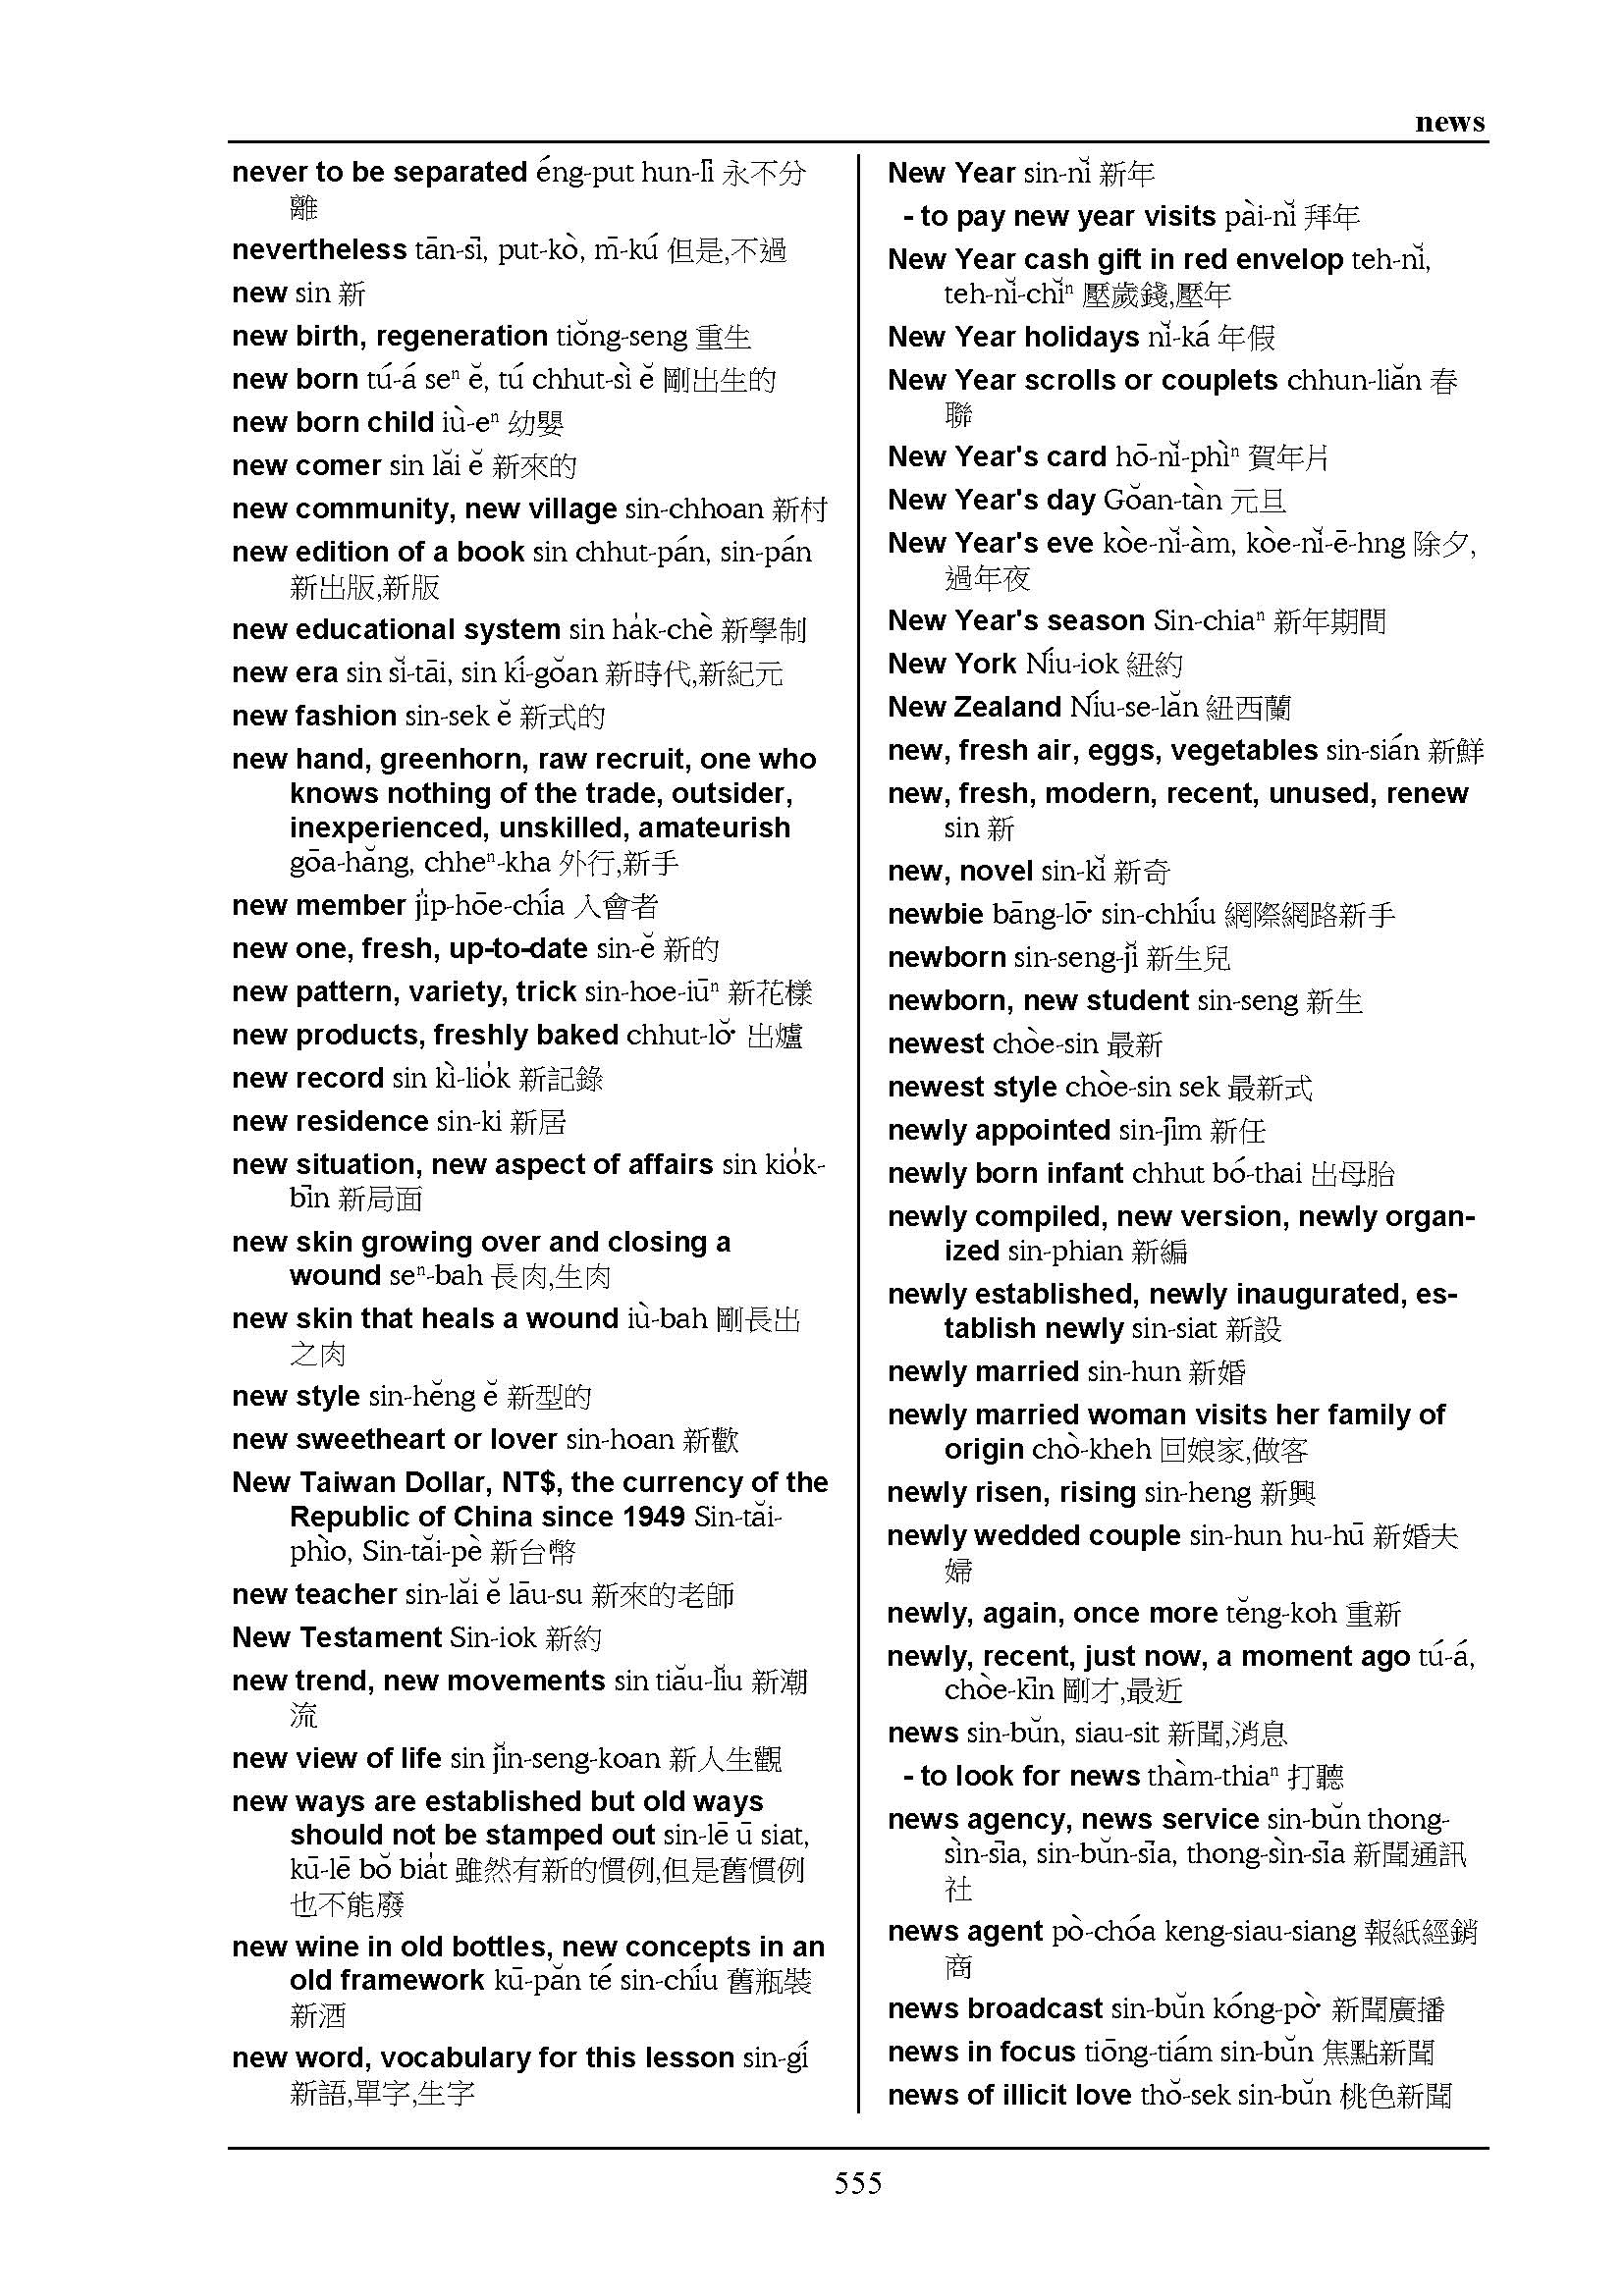 news
never to be separated éng-put hun-lī 永不分
離
nevertheless tān-sī, put-kò, m̄-kú 但是,不過
new sin 新
new birth, regeneration tiŏng-seng 重生
new born tú-á seⁿ ĕ, tú chhut-sì ĕ 剛出生的
new born child iù-eⁿ 幼嬰
new comer sin lăi ĕ 新來的
new community, new village sin-chhoan 新村
new edition of a book sin chhut-pán, sin-pán
新出版,新版
new educational system sin ha̍k-chè 新學制
new era sin sĭ-tāi, sin kí-gŏan 新時代,新紀元
new fashion sin-sek ĕ 新式的
new hand, greenhorn, raw recruit, one who
knows nothing of the trade, outsider,
inexperienced, unskilled, amateurish
gōa-hăng, chheⁿ-kha 外行,新手
new member ji̍p-hōe-chía 入會者
new one, fresh, up-to-date sin-ĕ 新的
new pattern, variety, trick sin-hoe-iūⁿ 新花樣
new products, freshly baked chhut-lŏ͘ 出爐
new record sin kì-lio̍k 新記錄
new residence sin-ki 新居
new situation, new aspect of affairs sin kio̍k-
bīn 新局面
new skin growing over and closing a
wound seⁿ-bah 長肉,生肉
new skin that heals a wound iù-bah 剛長出
之肉
new style sin-hĕng ĕ 新型的
new sweetheart or lover sin-hoan 新歡
New Taiwan Dollar, NT$, the currency of the
Republic of China since 1949 Sin-tăi-
phìo, Sin-tăi-pè 新台幣
new teacher sin-lăi ĕ lāu-su 新來的老師
New Testament Sin-iok 新約
new trend, new movements sin tiău-lĭu 新潮
流
new view of life sin jĭn-seng-koan 新人生觀
new ways are established but old ways
should not be stamped out sin-lē ū siat,
kū-lē bŏ bia̍t 雖然有新的慣例,但是舊慣例
也不能廢
new wine in old bottles, new concepts in an
old framework kū-păn té sin-chíu 舊瓶裝
新酒
new word, vocabulary for this lesson sin-gí
新語,單字,生字
New Year sin-nĭ 新年
- to pay new year visits pài-nĭ 拜年
New Year cash gift in red envelop teh-nĭ,
teh-nĭ-chĭⁿ 壓歲錢,壓年
New Year holidays nĭ-ká 年假
New Year scrolls or couplets chhun-liăn 春
聯
New Year's card hō-nĭ-phìⁿ 賀年片
New Year's day Gŏan-tàn 元旦
New Year's eve kòe-nĭ-àm, kòe-nĭ-ē-hng 除夕,
過年夜
New Year's season Sin-chiaⁿ 新年期間
New York Níu-iok 紐約
New Zealand Níu-se-lăn 紐西蘭
new, fresh air, eggs, vegetables sin-sián 新鮮
new, fresh, modern, recent, unused, renew
sin 新
new, novel sin-kĭ 新奇
newbie bāng-lō͘ sin-chhíu 網際網路新手
newborn sin-seng-jĭ 新生兒
newborn, new student sin-seng 新生
newest chòe-sin 最新
newest style chòe-sin sek 最新式
newly appointed sin-jīm 新任
newly born infant chhut bó-thai 出母胎
newly compiled, new version, newly organ-
ized sin-phian 新編
newly established, newly inaugurated, es-
tablish newly sin-siat 新設
newly married sin-hun 新婚
newly married woman visits her family of
origin chò-kheh 回娘家,做客
newly risen, rising sin-heng 新興
newly wedded couple sin-hun hu-hū 新婚夫
婦
newly, again, once more tĕng-koh 重新
newly, recent, just now, a moment ago tú-á,
chòe-kīn 剛才,最近
news sin-bŭn, siau-sit 新聞,消息
- to look for news thàm-thiaⁿ 打聽
news agency, news service sin-bŭn thong-
sìn-sīa, sin-bŭn-sīa, thong-sìn-sīa 新聞通訊
社
news agent pò-chóa keng-siau-siang 報紙經銷
商
news broadcast sin-bŭn kóng-pò͘ 新聞廣播
news in focus tiōng-tiám sin-bŭn 焦點新聞
news of illicit love thŏ-sek sin-bŭn 桃色新聞
555